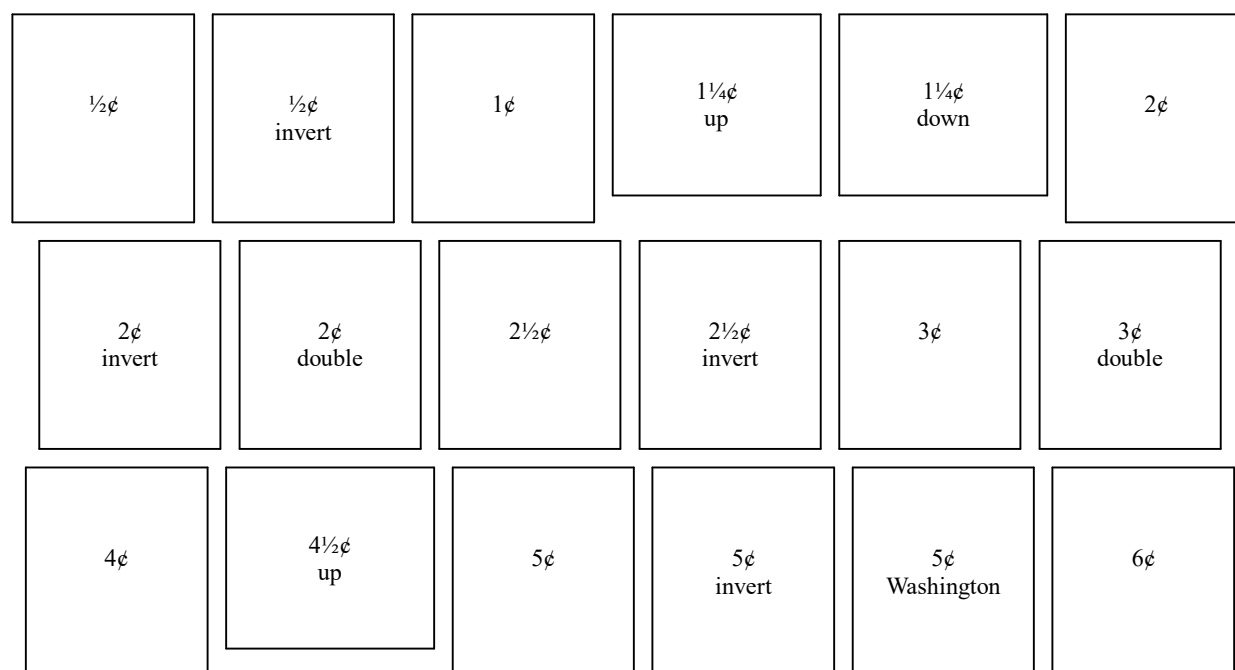 ½¢
½¢
invert
1¢
1¼¢
up
1¼¢
down
2¢
2¢
invert
2¢
double
2½¢
2½¢
invert
3¢
3¢
double
4¢
4½¢
up
5¢
5¢
invert
5¢
Washington
6¢